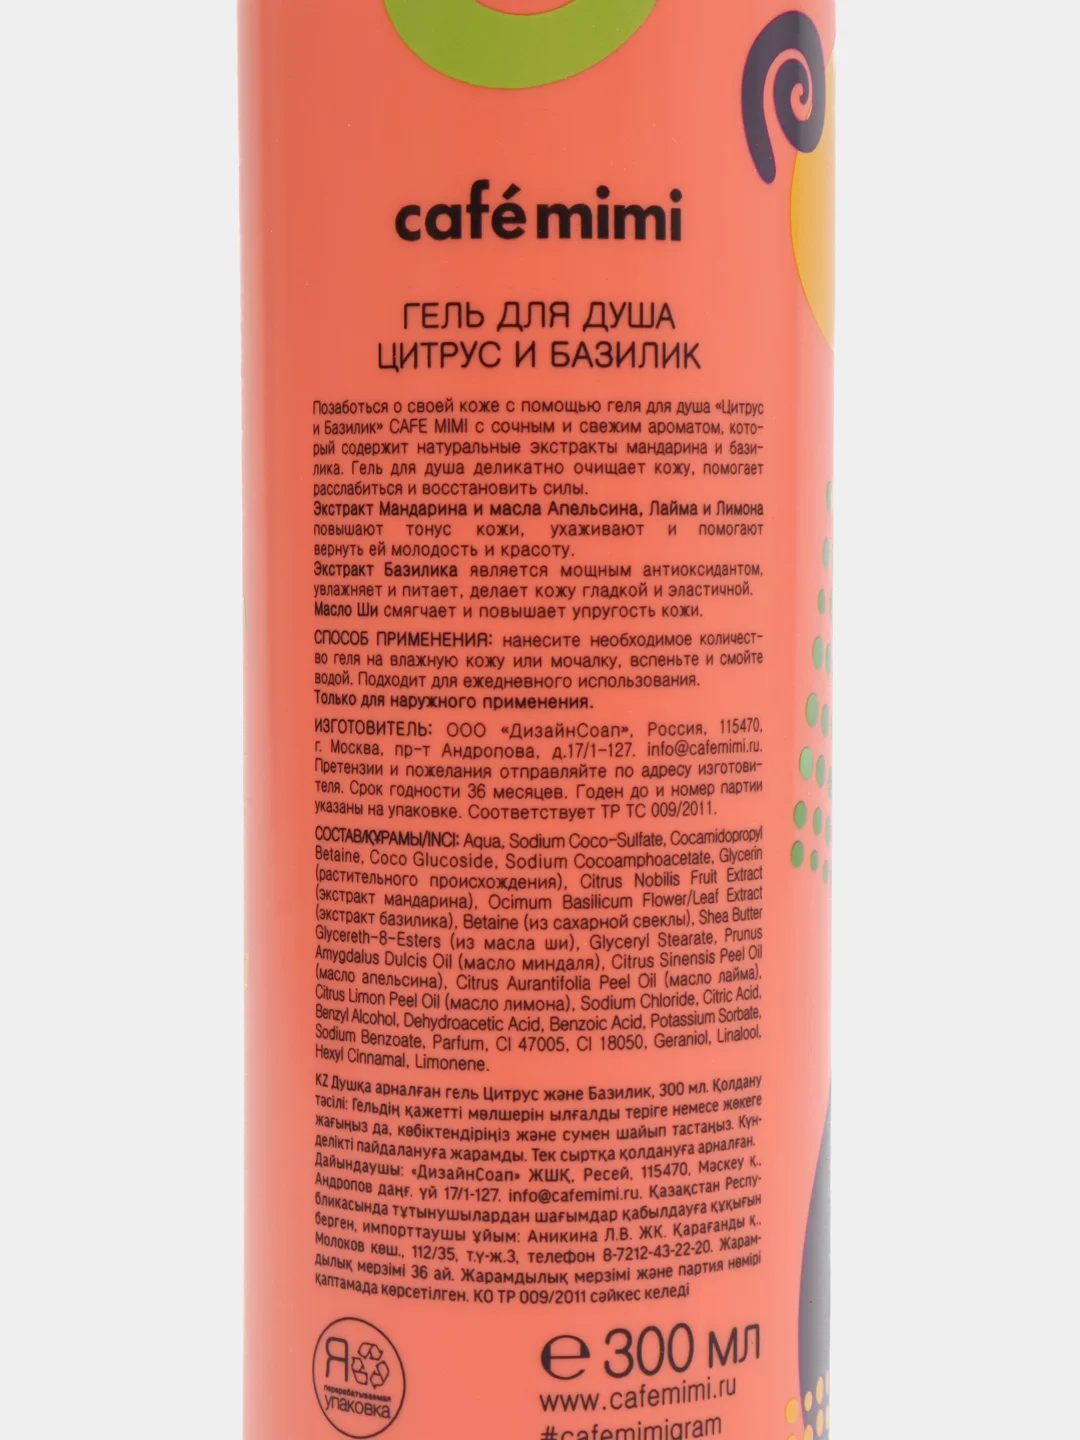 café mimi
ГЕЛЬ ДЛЯ ДУША
ЦИТРУС И БАЗИЛИК
Позаботься о своей коже с помощью геля для душа «Цитрус
и Базилик» CAFE MIMI с сочным и свежим ароматом, кото-
рый содержит натуральные экстракты мандарина и бази-
лика. Гель для душа деликатно очищает кожу, помогает
расслабиться и восстановить силы.
Экстракт Мандарина и масла Апельсина, Лайма и Лимона
повышают тонус кожи, ухаживают и помогают
вернуть ей молодость и красоту.
Экстракт Базилика является мощным антиоксидантом,
увлажняет и питает, делает кожу гладкой и эластичной.
Масло Ши смягчает и повышает упругость кожи.
СПОСОБ ПРИМЕНЕНИЯ: нанесите необходимое количест-
во геля на влажную кожу или мочалку, вспеньте и смойте
водой. Подходит для ежедневного использования.
Только для наружного применения.
ИЗГОТОВИТЕЛЬ: ООО «ДизайнСоап», Россия, 115470,
г. Москва, пр-т Андропова, д.17/1-127. info@cafemimi.ru.
Претензии и пожелания отправляйте по адресу изготови-
теля. Срок годности 36 месяцев. Годен до и номер партии
указаны на упаковке. Соответствует ТР ТС 009/2011.
СОСТАВ/ҚҰРАМЫ/INCI: Aqua, Sodium Coco-Sulfate, Cocamidopropyl
Betaine, Coco Glucoside, Sodium Cocoamphoacetate, Glycerin
(растительного происхождения), Citrus Nobilis Fruit Extract
(экстракт мандарина), Ocimum Basilicum Flower/Leaf Extract
(экстракт базилика), Betaine (из сахарной свеклы), Shea Butter
Glycereth-8-Esters (из масла ши), Glyceryl Stearate, Prunus
Amygdalus Dulcis Oil (масло миндаля), Citrus Sinensis Peel Oil
(масло апельсина), Citrus Aurantifolia Peel Oil (масло лайма),
Citrus Limon Peel Oil (масло лимона), Sodium Chloride, Citric Acid,
Benzyl Alcohol, Dehydroacetic Acid, Benzoic Acid, Potassium Sorbate,
Sodium Benzoate, Parfum, CI 47005, CI 18050, Geraniol, Linalool,
Hexyl Cinnamal, Limonene.
KZ Душқа арналған гель Цитрус және Базилик, 300 мл. Қолдану
тәсілі: Гельдің қажетті мөлшерін ылғалды теріге немесе жөкеге
жағыңыз да, көбіктендіріңіз және сумен шайып тастаңыз. Күн-
делікті пайдалануға жарамды. Тек сыртқа қолдануға арналған.
Дайындаушы: «ДизайнСоап» ЖШҚ, Ресей, 115470, Мәскеу қ.,
Андропов даңғ. үй 17/1-127. info@cafemimi.ru. Қазақстан Респу-
бликасында тұтынушылардан шағымдар қабылдауға құқығын
берген, импорттаушы ұйым: Аникина Л.В. ЖК. Қарағанды қ.,
Молоков көш., 112/35, т.ү-ж.3, телефон 8-7212-43-22-20. Жарам-
дылық мерзімі 36 ай. Жарамдылық мерзімі және партия нөмірі
қаптамада көрсетілген. КО ТР 009/2011 сәйкес келеді
Я
перерабатываемая
упаковка
℮ 300 мл
www.cafemimi.ru
#cafemimigram